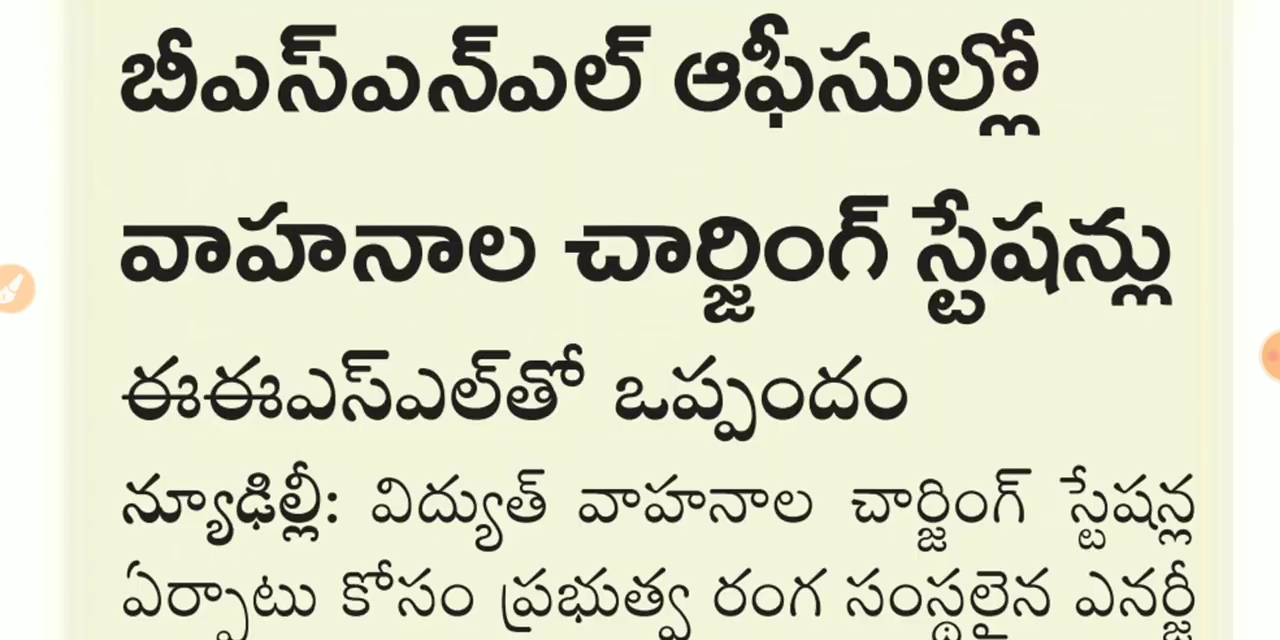 బీఎస్ఎన్ఎల్ ఆఫీసుల్లో
వాహనాల చార్జింగ్ స్టేషన్లు
ఈఈఎస్ఎల్‌తో ఒప్పందం
న్యూఢిల్లీ: విద్యుత్ వాహనాల చార్జింగ్ స్టేషన్ల
ఏర్పాటు కోసం ప్రభుత్వ రంగ సంస్థలైన ఎనర్జీ